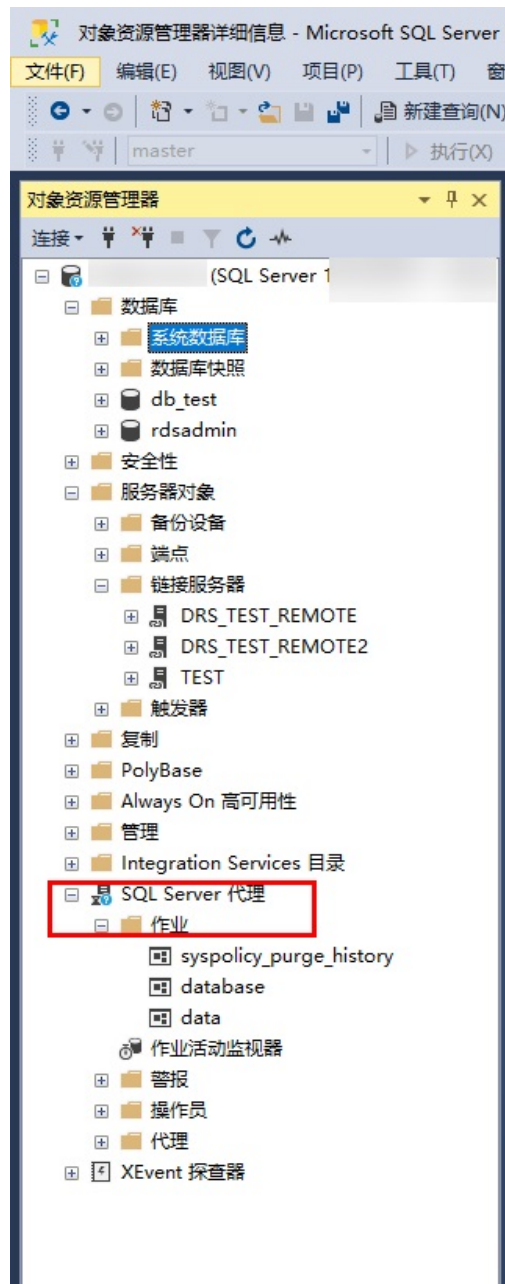 对象资源管理器详细信息 - Microsoft SQL Server
文件(F) 编辑(E) 视图(V) 项目(P) 工具(T) 窗
新建查询(N)
master 执行(X)
对象资源管理器
连接
(SQL Server 1
数据库
系统数据库
数据库快照
db_test
rdsadmin
安全性
服务器对象
备份设备
端点
链接服务器
DRS_TEST_REMOTE
DRS_TEST_REMOTE2
TEST
触发器
复制
PolyBase
Always On 高可用性
管理
Integration Services 目录
SQL Server 代理
作业
syspolicy_purge_history
database
data
作业活动监视器
警报
操作员
代理
XEvent 探查器